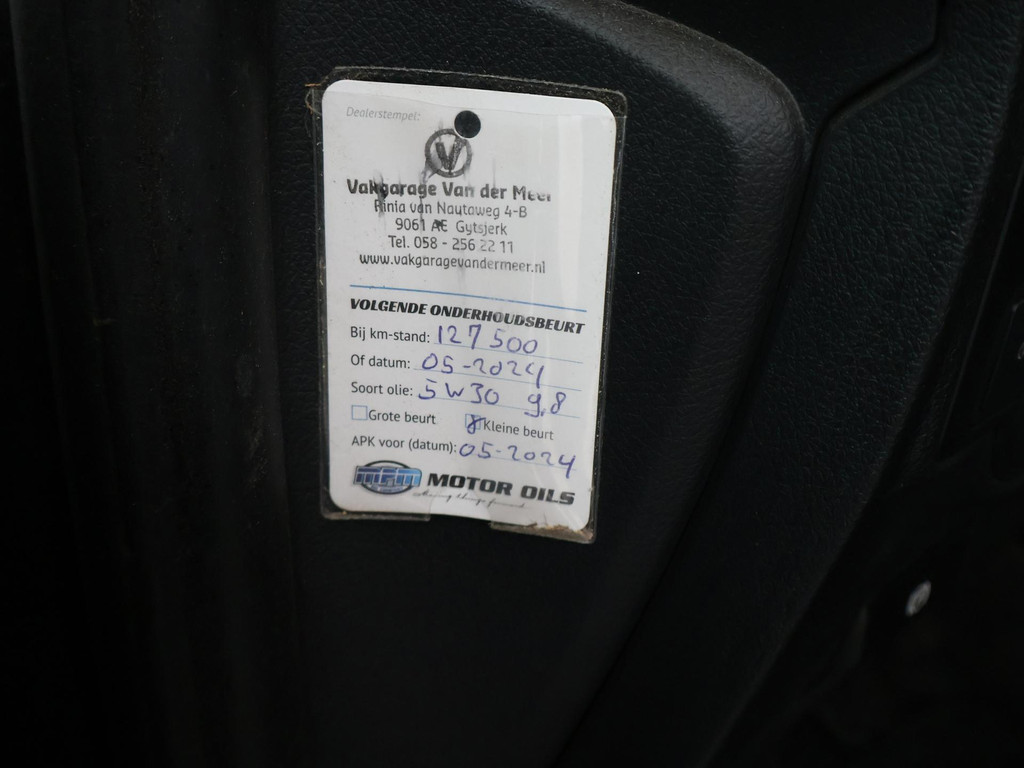 Dealerstempel:
V
Vakgarage Van der Meer
Rinia van Nautaweg 4-B
9061 AE Gytsjerk
Tel. 058 - 256 22 11
www.vakgaragevandermeer.nl
VOLGENDE ONDERHOUDSBEURT
Bij km-stand: 127500
Of datum: 05-2024
Soort olie: 5W30 9,8
Grote beurt Kleine beurt
APK voor (datum): 05-2024
MPM MOTOR OILS